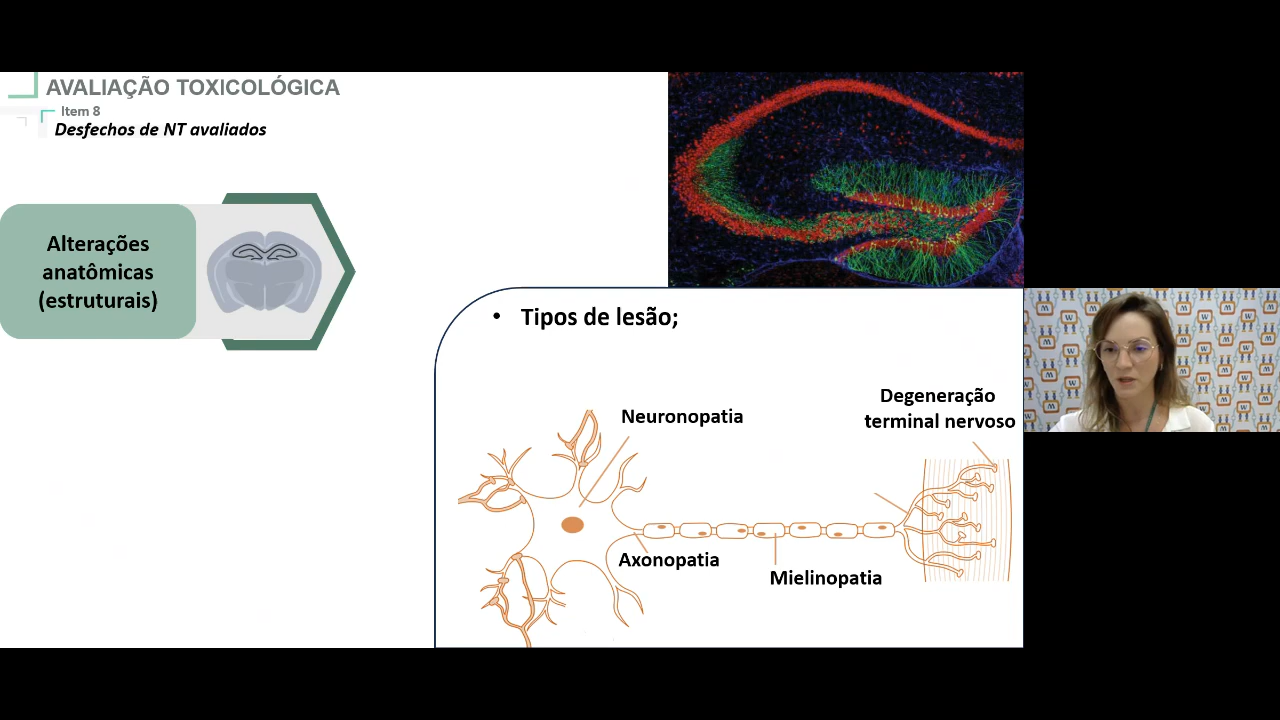 AVALIAÇÃO TOXICOLÓGICA
Item 8
Desfechos de NT avaliados
Alterações
anatômicas
(estruturais)
• Tipos de lesão;
Neuronopatia
Degeneração
terminal nervoso
Axonopatia
Mielinopatia